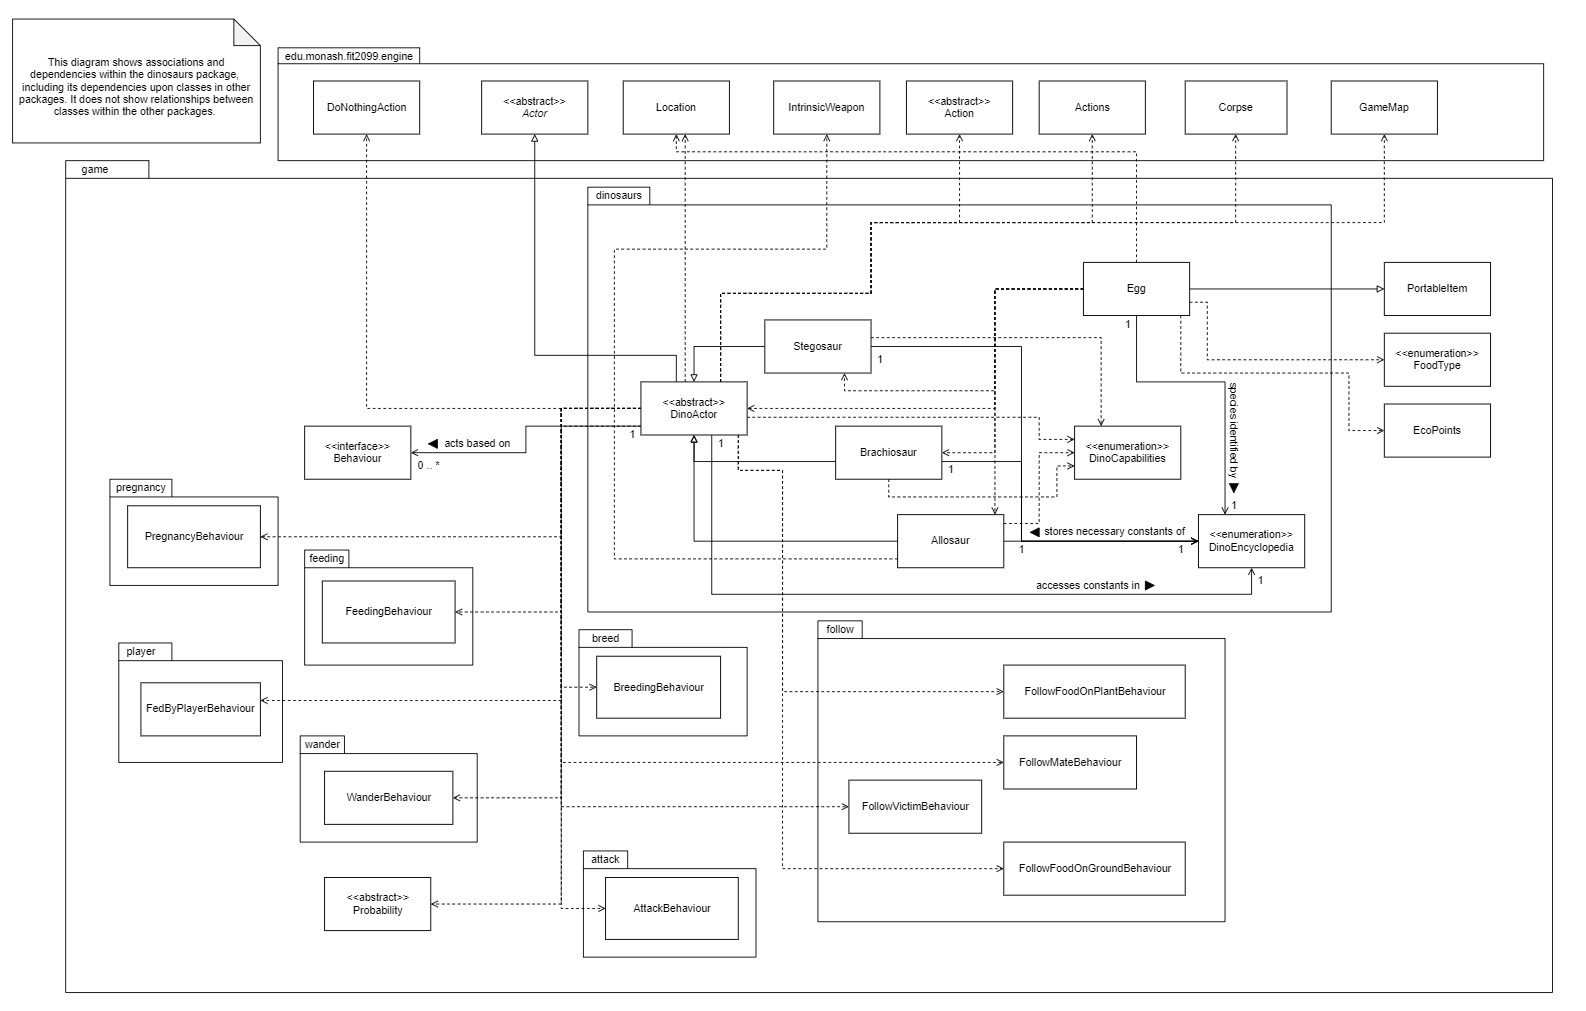 This diagram shows associations and
dependencies within the dinosaurs package,
including its dependencies upon classes in other
packages. It does not show relationships between
classes within the other packages.
edu.monash.fit2099.engine
DoNothingAction
<<abstract>>
Actor
Location
IntrinsicWeapon
<<abstract>>
Action
Actions
Corpse
GameMap
game
dinosaurs
Egg
1
PortableItem
Stegosaur
1
<<enumeration>>
FoodType
<<abstract>>
DinoActor
1
1
species identified by
1
EcoPoints
<<interface>>
Behaviour
acts based on
0 .. *
Brachiosaur
1
<<enumeration>>
DinoCapabilities
pregnancy
PregnancyBehaviour
Allosaur
1
stores necessary constants of
1
<<enumeration>>
DinoEncyclopedia
1
accesses constants in
feeding
FeedingBehaviour
breed
BreedingBehaviour
follow
FollowFoodOnPlantBehaviour
player
FedByPlayerBehaviour
FollowMateBehaviour
wander
WanderBehaviour
FollowVictimBehaviour
FollowFoodOnGroundBehaviour
attack
AttackBehaviour
<<abstract>>
Probability